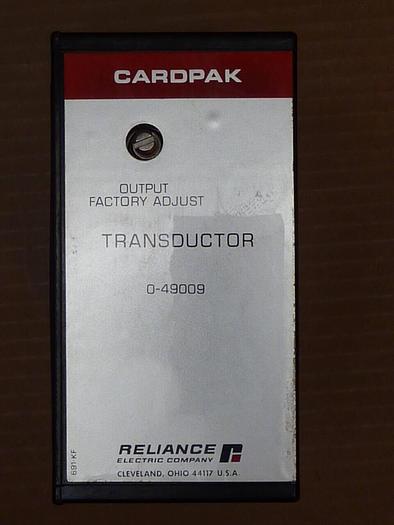 CARDPAK
OUTPUT
FACTORY ADJUST
TRANSDUCTOR
0-49009
RELIANCE
ELECTRIC COMPANY
CLEVELAND, OHIO 44117 U.S.A.
691-KF